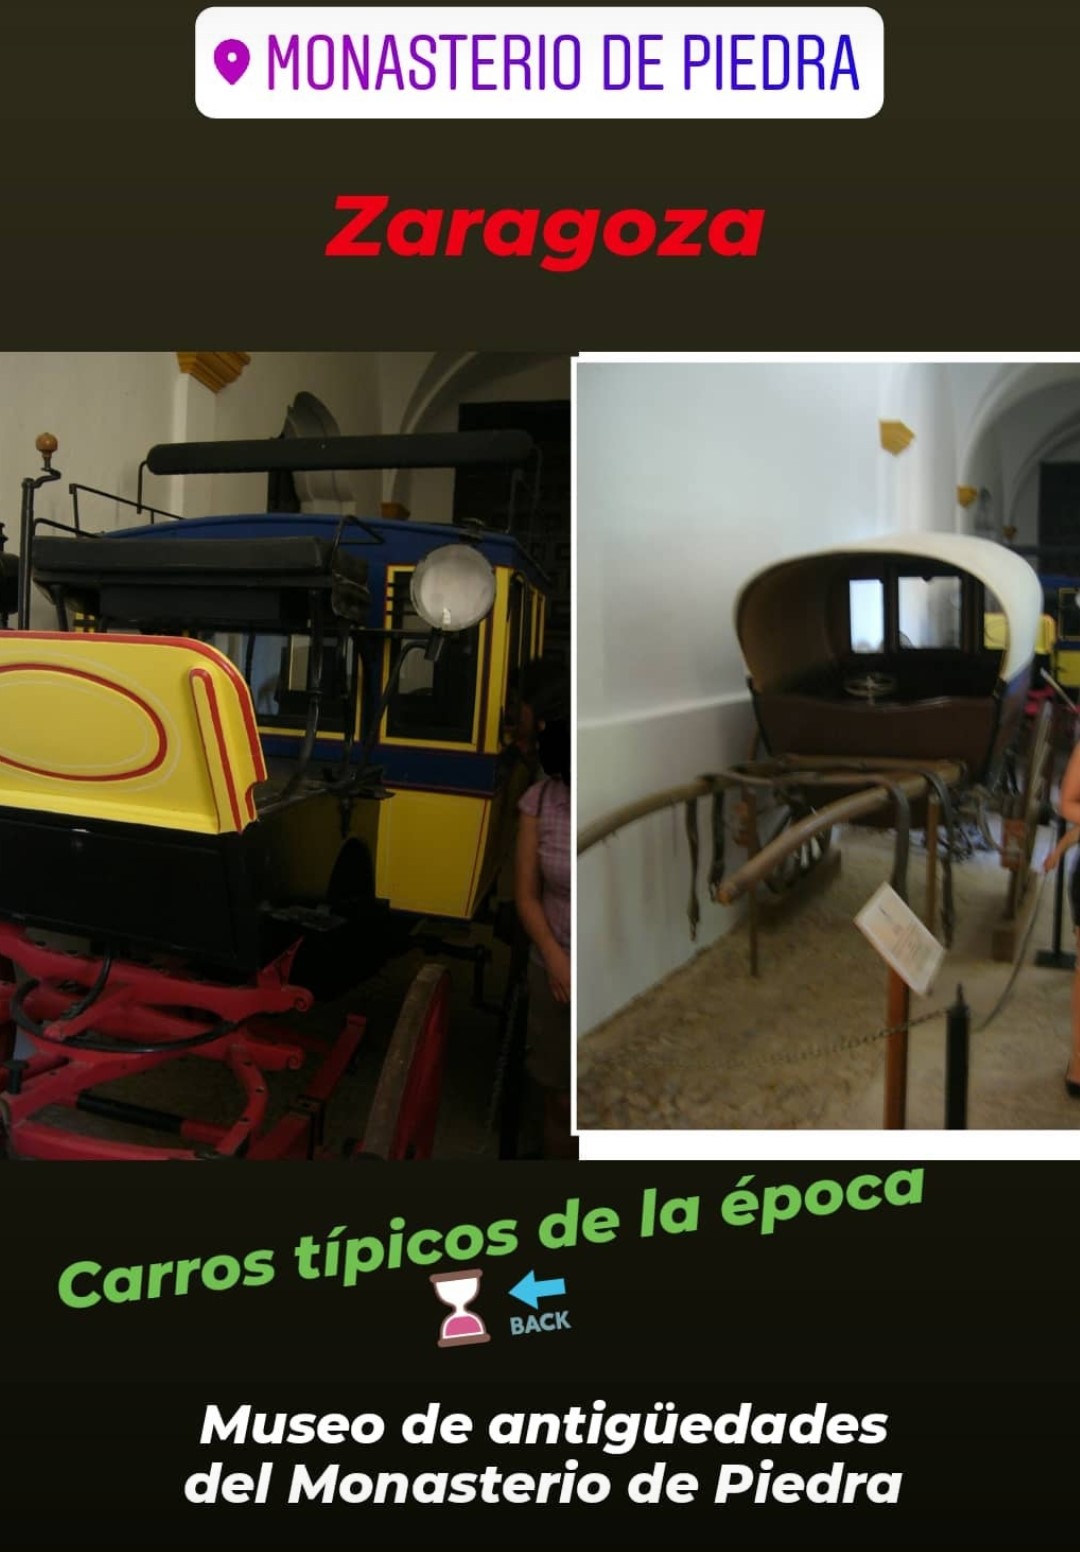 MONASTERIO DE PIEDRA
Zaragoza
Carros típicos de la época
BACK
Museo de antigüedades
del Monasterio de Piedra